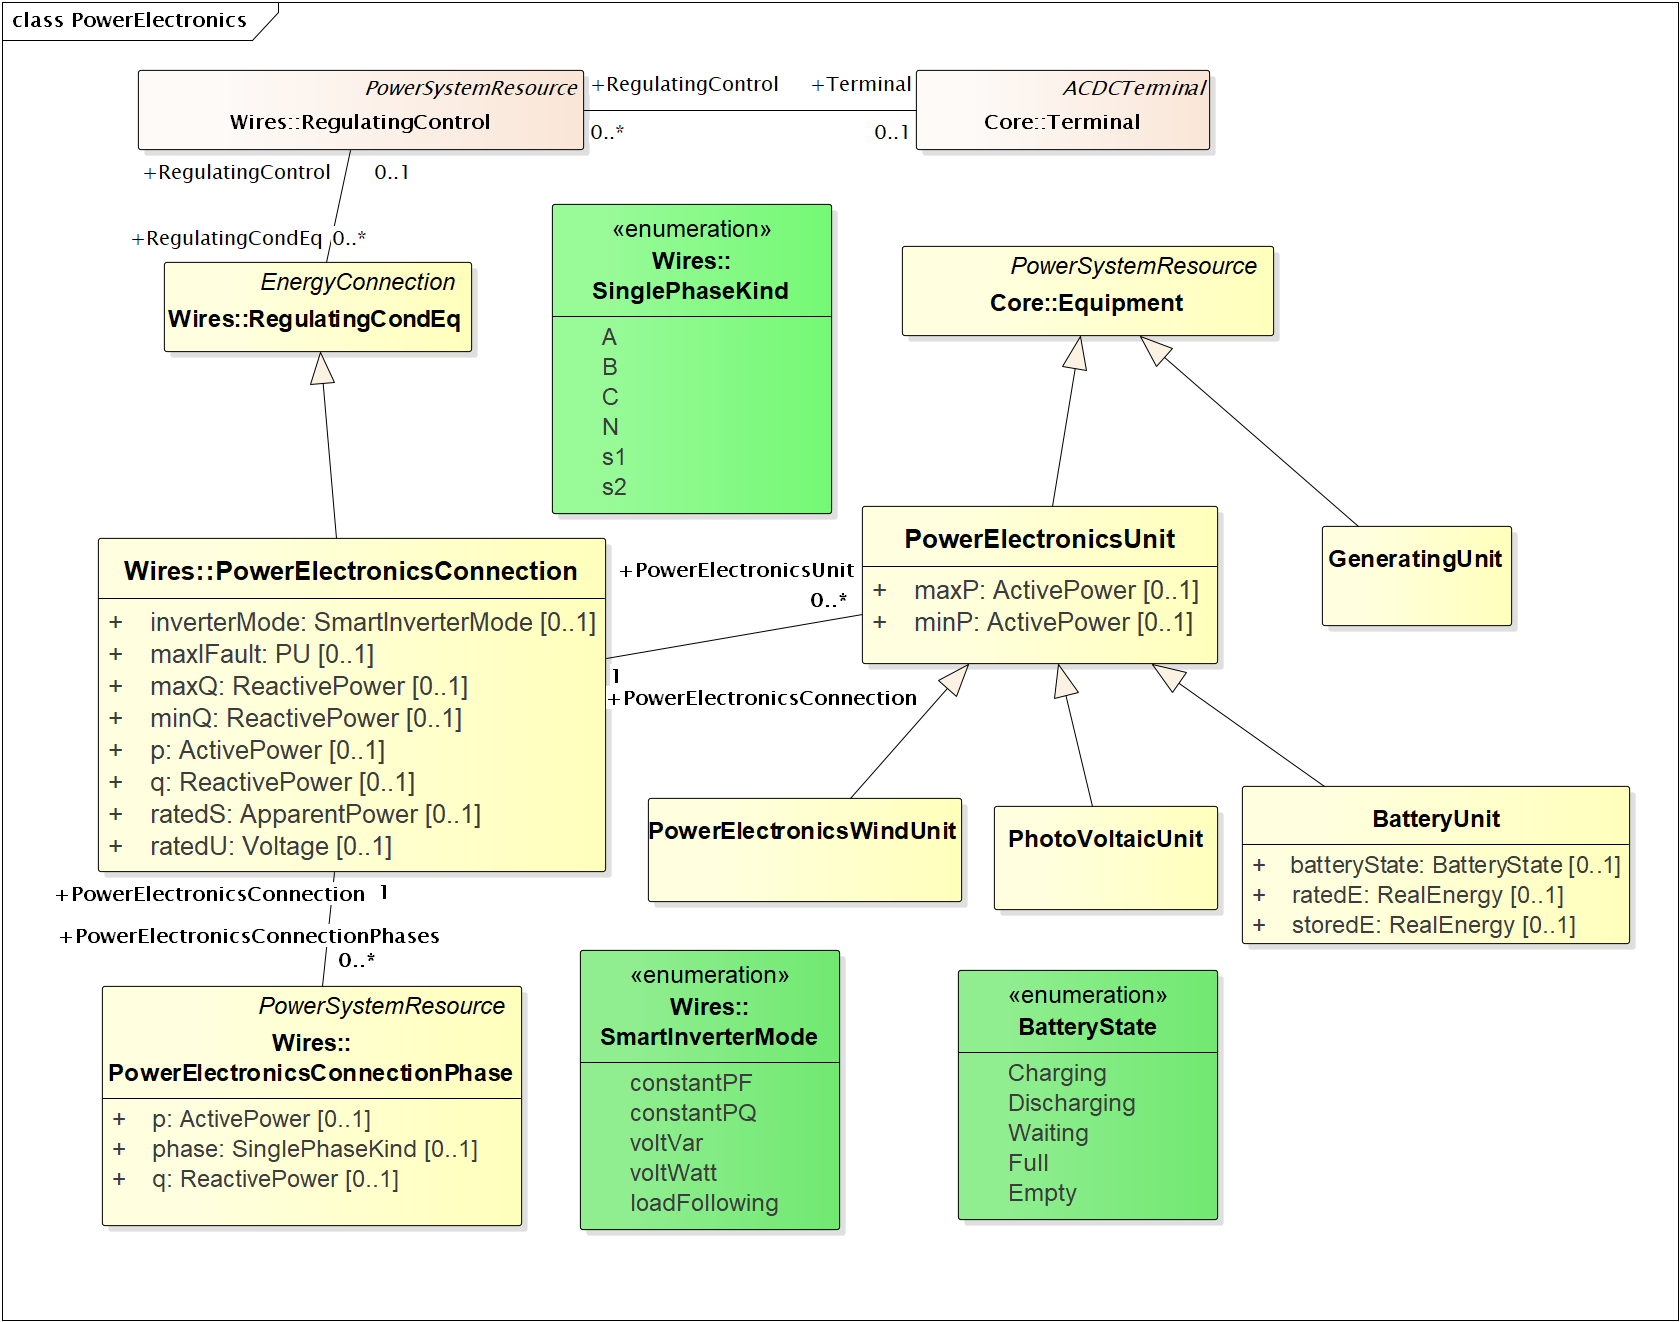 class PowerElectronics
PowerSystemResource
Wires::RegulatingControl
+RegulatingControl
+Terminal
0..*
0..1
ACDCTerminal
Core::Terminal
+RegulatingControl
0..1
+RegulatingCondEq
0..*
EnergyConnection
Wires::RegulatingCondEq
«enumeration»
Wires::
SinglePhaseKind
A
B
C
N
s1
s2
PowerSystemResource
Core::Equipment
Wires::PowerElectronicsConnection
+ inverterMode: SmartInverterMode [0..1]
+ maxIFault: PU [0..1]
+ maxQ: ReactivePower [0..1]
+ minQ: ReactivePower [0..1]
+ p: ActivePower [0..1]
+ q: ReactivePower [0..1]
+ ratedS: ApparentPower [0..1]
+ ratedU: Voltage [0..1]
+PowerElectronicsUnit
0..*
1
+PowerElectronicsConnection
PowerElectronicsUnit
+ maxP: ActivePower [0..1]
+ minP: ActivePower [0..1]
GeneratingUnit
PowerElectronicsWindUnit
PhotoVoltaicUnit
BatteryUnit
+ batteryState: BatteryState [0..1]
+ ratedE: RealEnergy [0..1]
+ storedE: RealEnergy [0..1]
+PowerElectronicsConnection 1
+PowerElectronicsConnectionPhases
0..*
PowerSystemResource
Wires::
PowerElectronicsConnectionPhase
+ p: ActivePower [0..1]
+ phase: SinglePhaseKind [0..1]
+ q: ReactivePower [0..1]
«enumeration»
Wires::
SmartInverterMode
constantPF
constantPQ
voltVar
voltWatt
loadFollowing
«enumeration»
BatteryState
Charging
Discharging
Waiting
Full
Empty